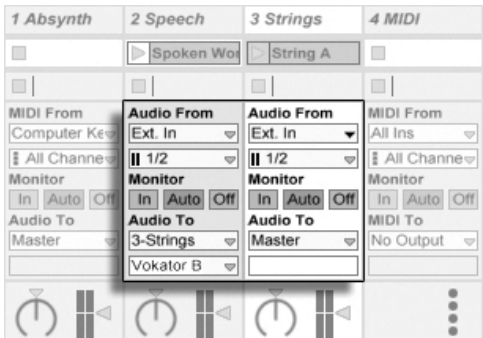 1 Absynth 2 Speech 3 Strings 4 MIDI
Spoken Wor String A
MIDI From Audio From Audio From MIDI From
Computer Ke Ext. In Ext. In All Ins
All Channe 1/2 1/2 All Channe
Monitor Monitor Monitor Monitor
In Auto Off In Auto Off In Auto Off In Auto Off
Audio To Audio To Audio To MIDI To
Master 3-Strings Master No Output
Vokator B